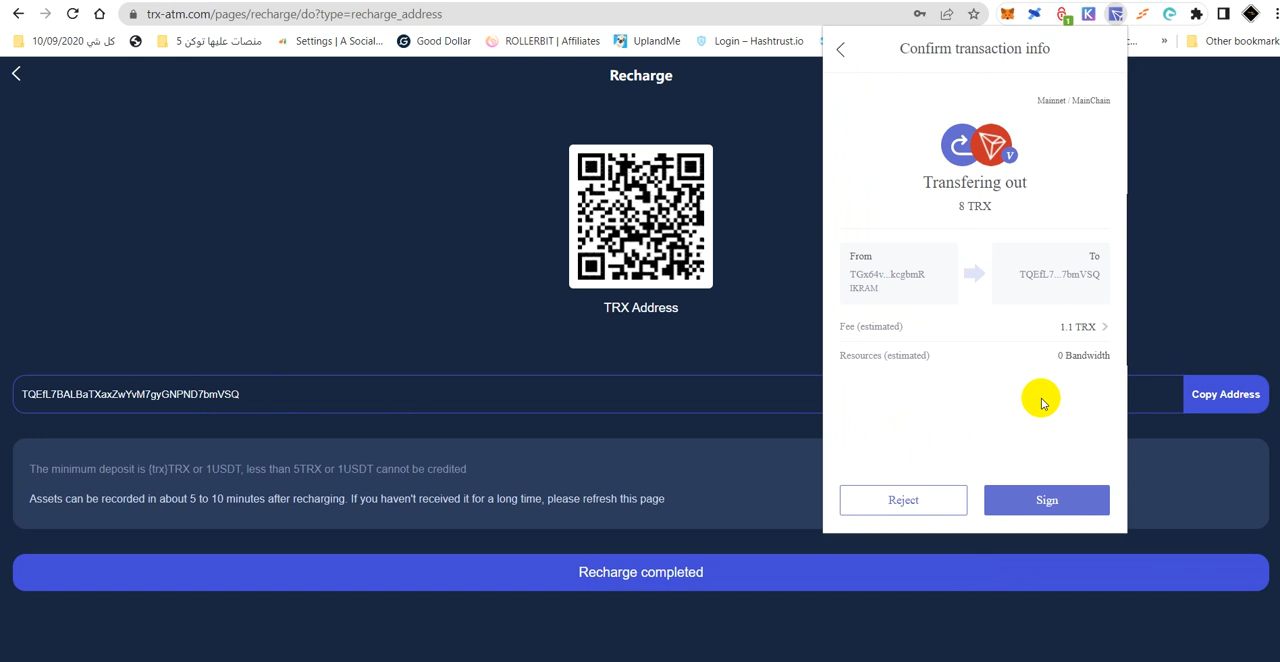 trx-atm.com/pages/recharge/do?type=recharge_address
1
كل شي 10/09/2020
منصات عليها توكن 5
Settings | A Social...
Good Dollar
ROLLERBIT | Affiliates
UplandMe
Login – Hashtrust.io
c...
»
Other bookmark
Recharge
TRX Address
TQEfL7BALBaTXaxZwYvM7gyGNPND7bmVSQ
Copy Address
The minimum deposit is {trx}TRX or 1USDT, less than 5TRX or 1USDT cannot be credited
Assets can be recorded in about 5 to 10 minutes after recharging. If you haven't received it for a long time, please refresh this page
Recharge completed
Confirm transaction info
Mainnet / MainChain
V
Transfering out
8 TRX
From
To
TGx64v...kcgbmR
TQEfL7...7bmVSQ
IKRAM
Fee (estimated)
1.1 TRX
Resources (estimated)
0 Bandwidth
Reject
Sign